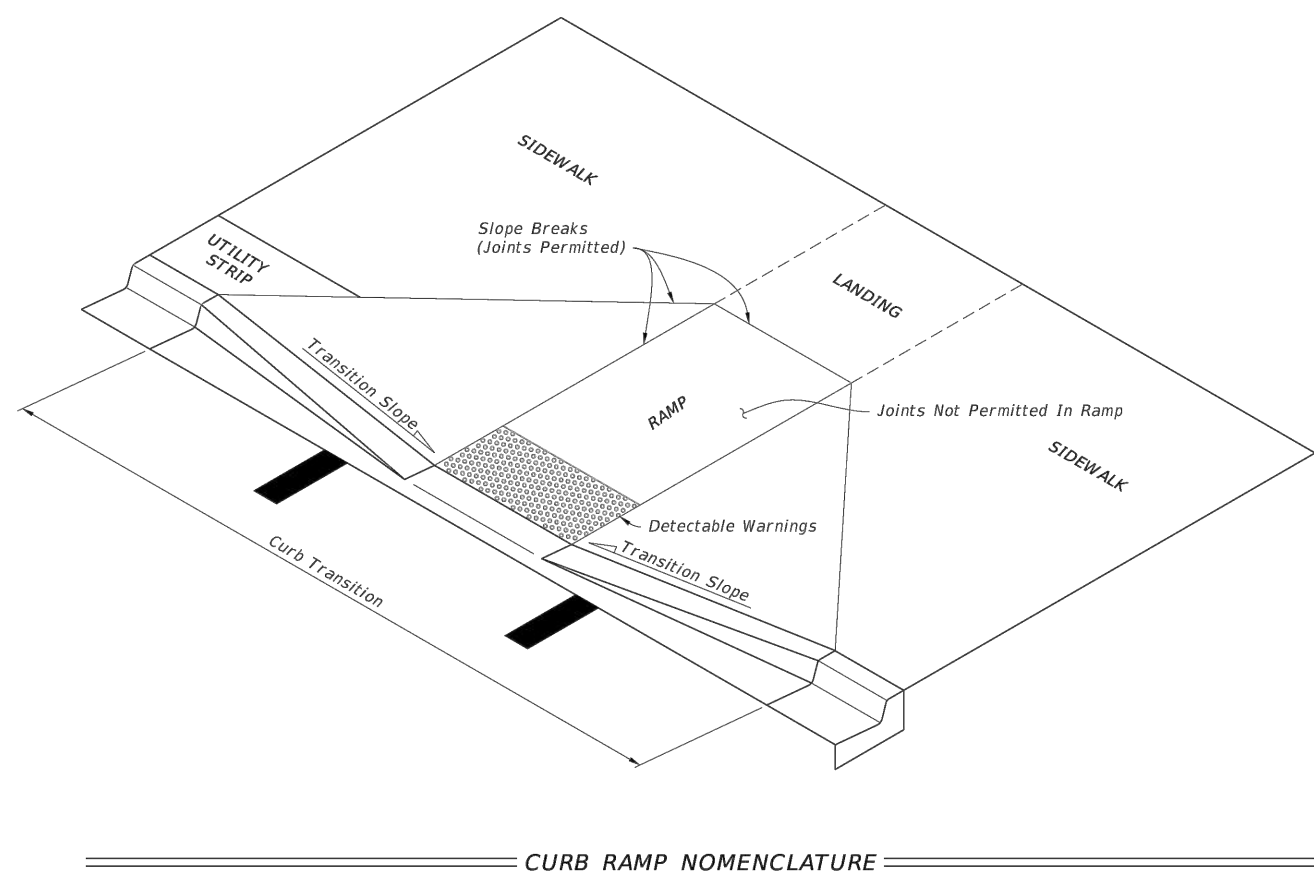 SIDEWALK
Slope Breaks
(Joints Permitted)
UTILITY
STRIP
LANDING
Transition Slope
RAMP
Joints Not Permitted In Ramp
SIDEWALK
Detectable Warnings
Transition Slope
Curb Transition
CURB RAMP NOMENCLATURE